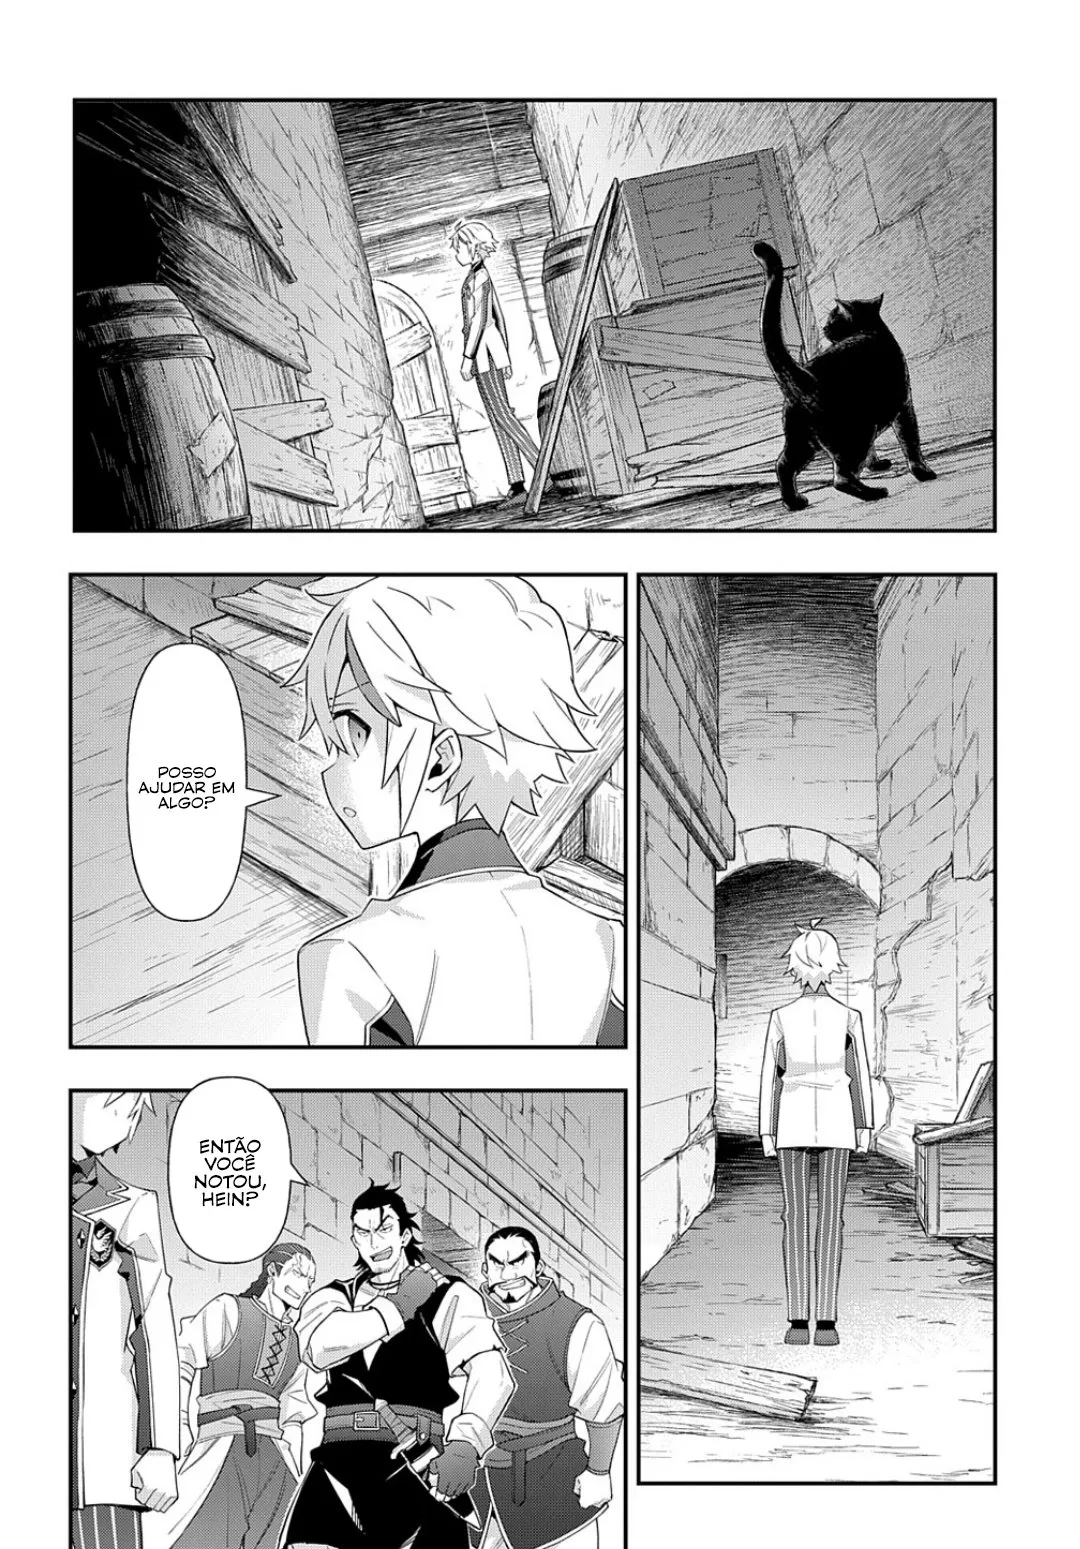 POSSO
AJUDAR EM
ALGO?
ENTÃO
VOCÊ
NOTOU,
HEIN?